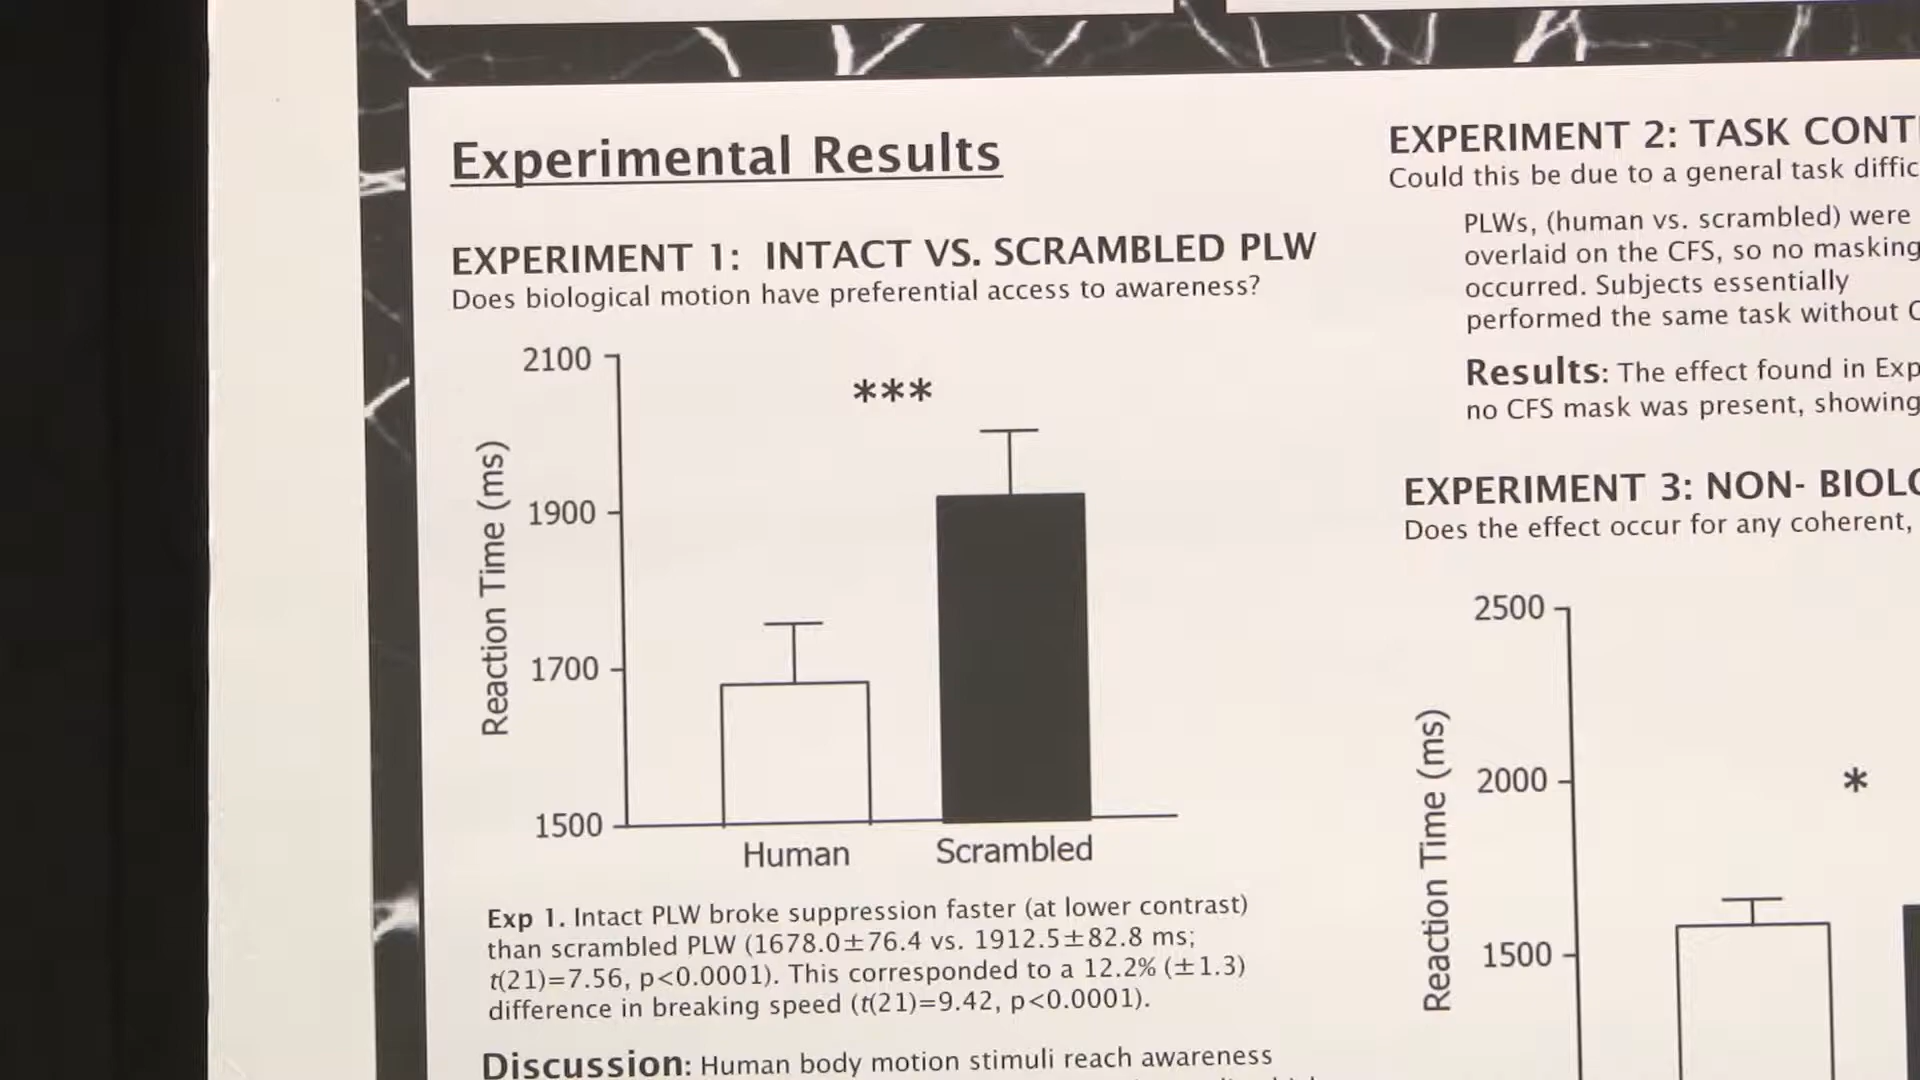 Experimental Results
EXPERIMENT 1: INTACT VS. SCRAMBLED PLW
Does biological motion have preferential access to awareness?
2100
1900
1700
1500
Reaction Time (ms)
***
Human
Scrambled
Exp 1. Intact PLW broke suppression faster (at lower contrast)
than scrambled PLW (1678.0±76.4 vs. 1912.5±82.8 ms;
t(21)=7.56, p<0.0001). This corresponded to a 12.2% (±1.3)
difference in breaking speed (t(21)=9.42, p<0.0001).
Discussion: Human body motion stimuli reach awareness
EXPERIMENT 2: TASK
Could this be due to a general task
PLWs, (human vs. scrambled) were
overlaid on the CFS, so no masking
occurred. Subjects essentially
performed the same task without
Results: The effect found in
no CFS mask was present, showing
EXPERIMENT 3: NON-
Does the effect occur for any coherent,
2500
2000
1500
Reaction Time (ms)
*